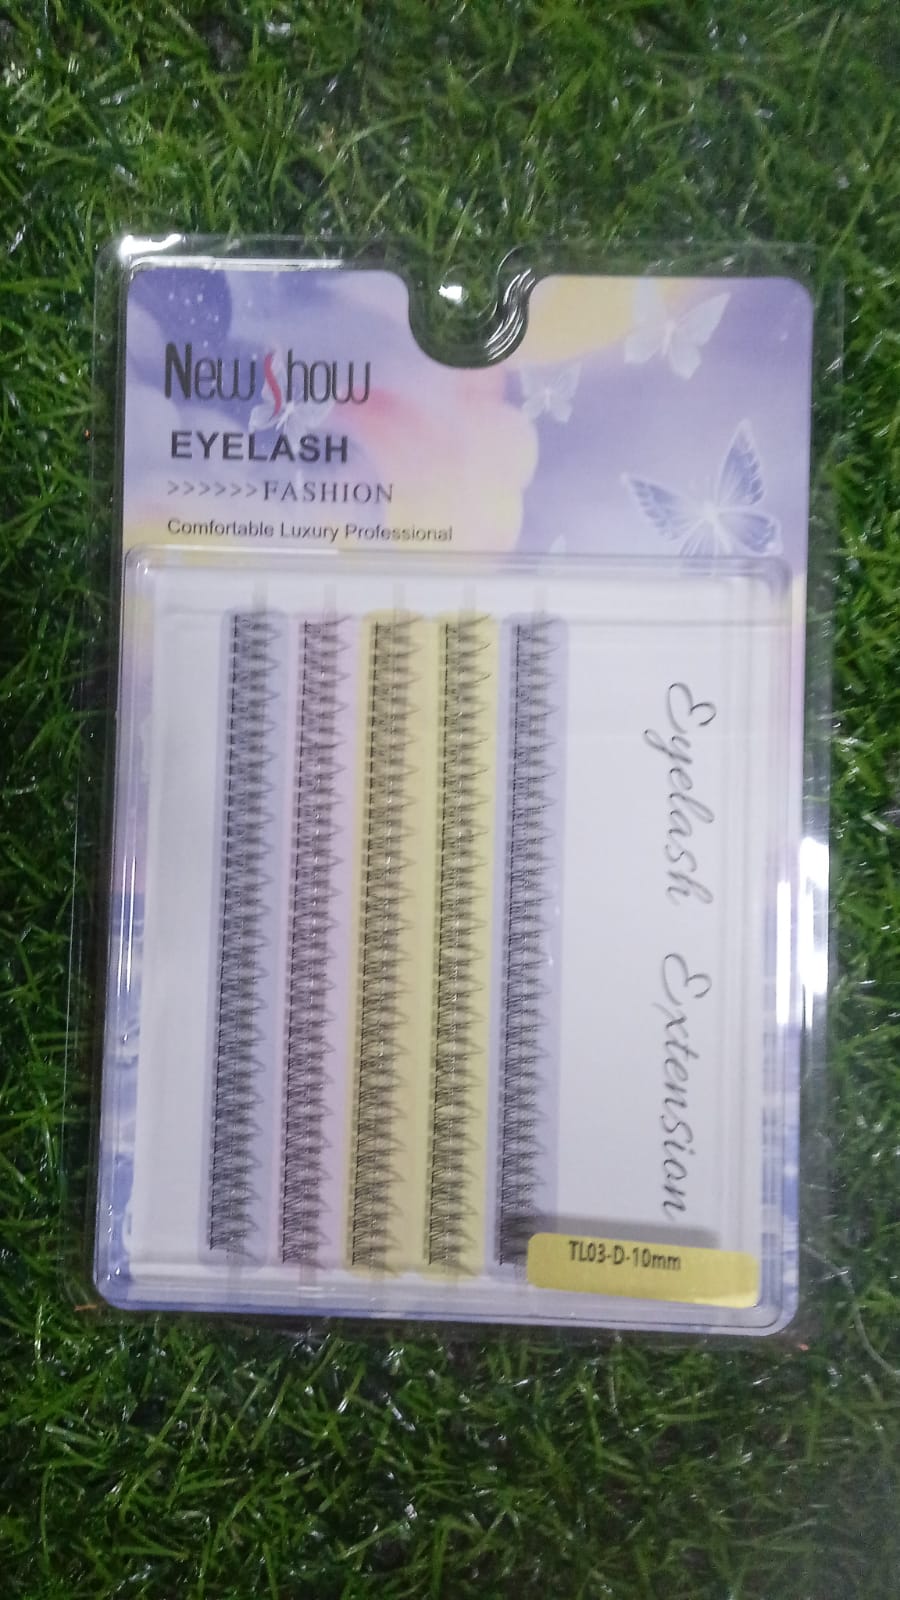 NewShow
EYELASH
>>>>>>FASHION
Comfortable Luxury Professional
Eyelash Extension
TL03-D-10mm